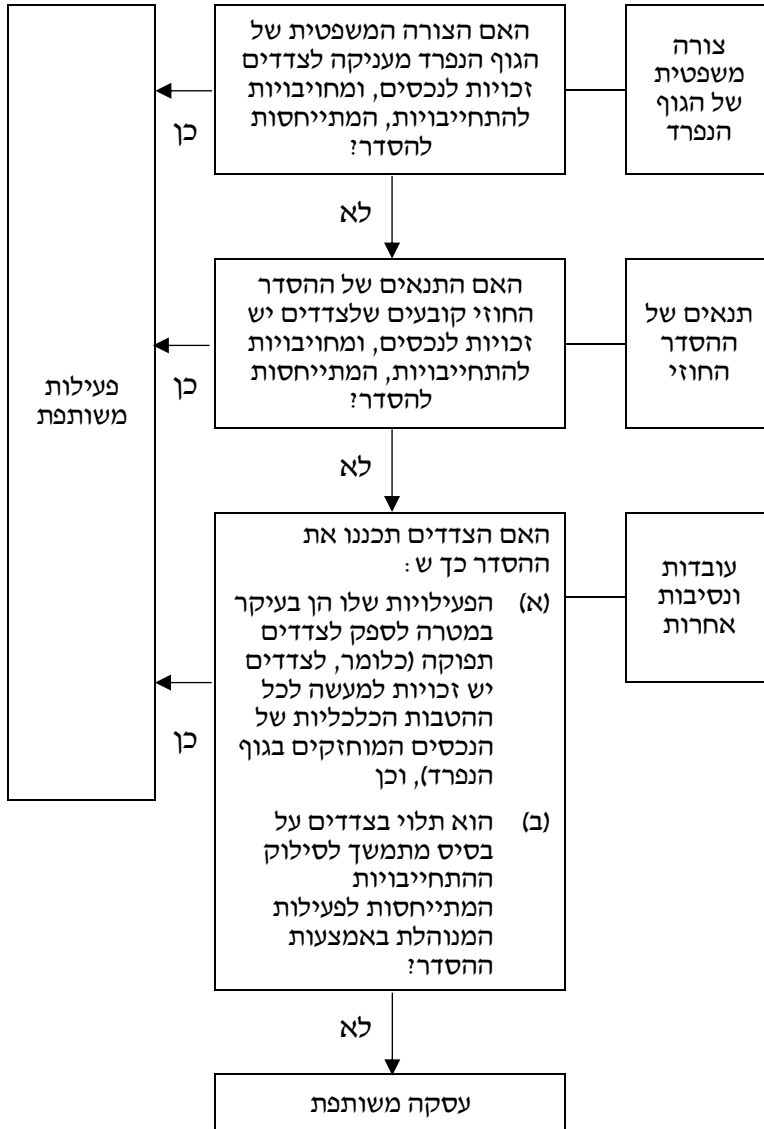 צורה
משפטית
של הגוף
הנפרד
האם הצורה המשפטית של
הגוף הנפרד מעניקה לצדדים
זכויות לנכסים, ומחויבויות
להתחייבויות, המתייחסות
להסדר?
כן
לא
תנאים של
ההסדר
החוזי
האם התנאים של ההסדר
החוזי קובעים שלצדדים יש
זכויות לנכסים, ומחויבויות
להתחייבויות, המתייחסות
להסדר?
כן
פעילות
משותפת
לא
עובדות
ונסיבות
אחרות
האם הצדדים תכננו את
ההסדר כך ש:
(א) הפעילויות שלו הן בעיקר
במטרה לספק לצדדים
תפוקה (כלומר, לצדדים
יש זכויות למעשה לכל
ההטבות הכלכליות של
הנכסים המוחזקים בגוף
הנפרד), וכן
(ב) הוא תלוי בצדדים על
בסיס מתמשך לסילוק
ההתחייבויות
המתייחסות לפעילות
המנוהלת באמצעות
ההסדר?
כן
לא
עסקה משותפת